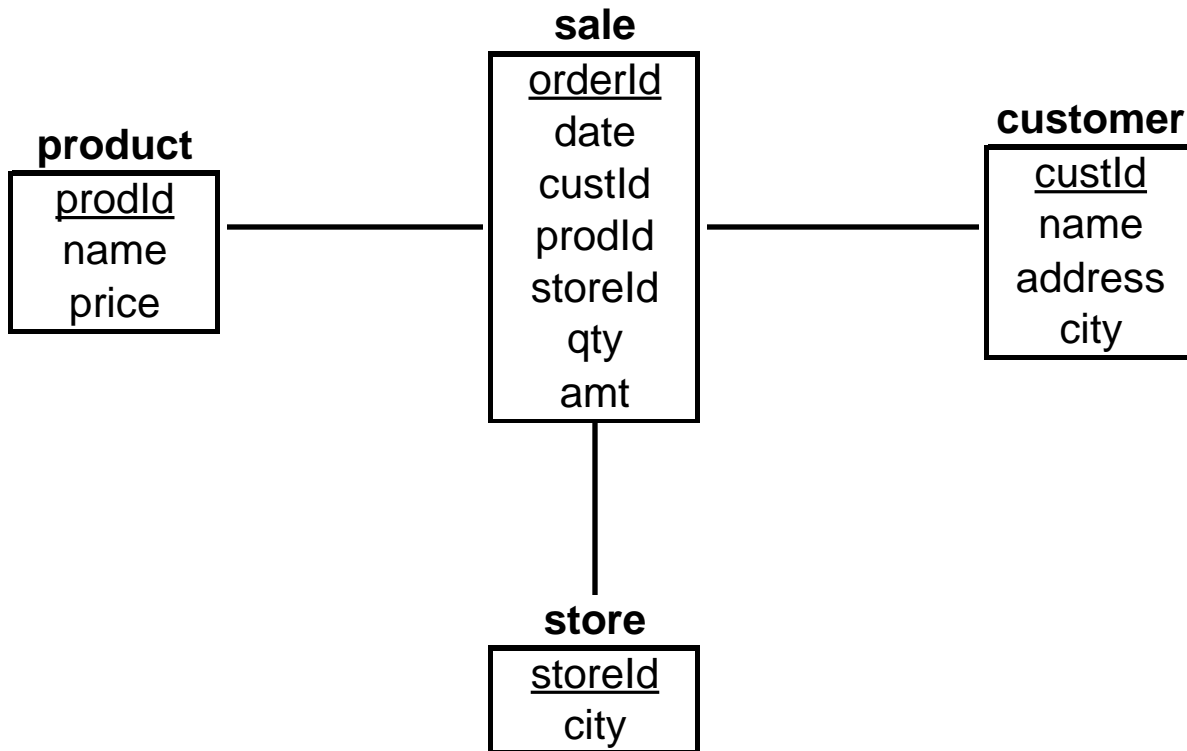 sale
orderId
date
custId
prodId
storeId
qty
amt
product
prodId
name
price
customer
custId
name
address
city
store
storeId
city